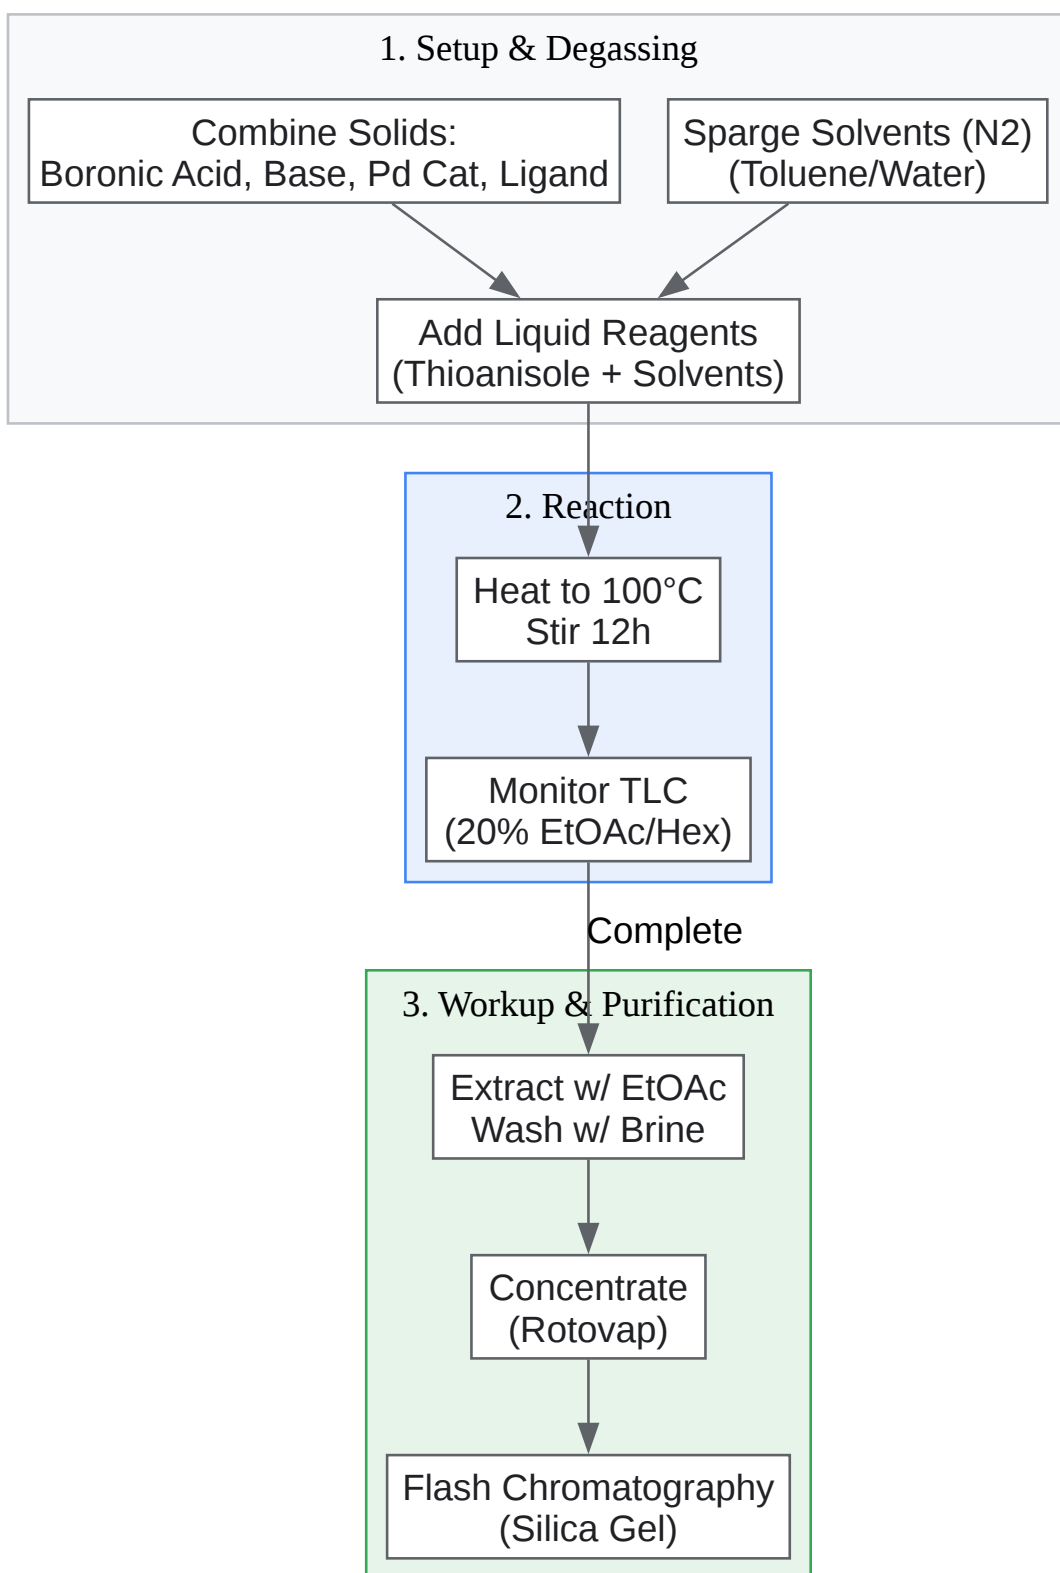 1. Setup & Degassing
Combine Solids:
Boronic Acid, Base, Pd Cat, Ligand
Sparge Solvents (N2)
(Toluene/Water)
Add Liquid Reagents
(Thioanisole + Solvents)
2. Reaction
Heat to 100°C
Stir 12h
Monitor TLC
(20% EtOAc/Hex)
Complete
3. Workup & Purification
Extract w/ EtOAc
Wash w/ Brine
Concentrate
(Rotovap)
Flash Chromatography
(Silica Gel)